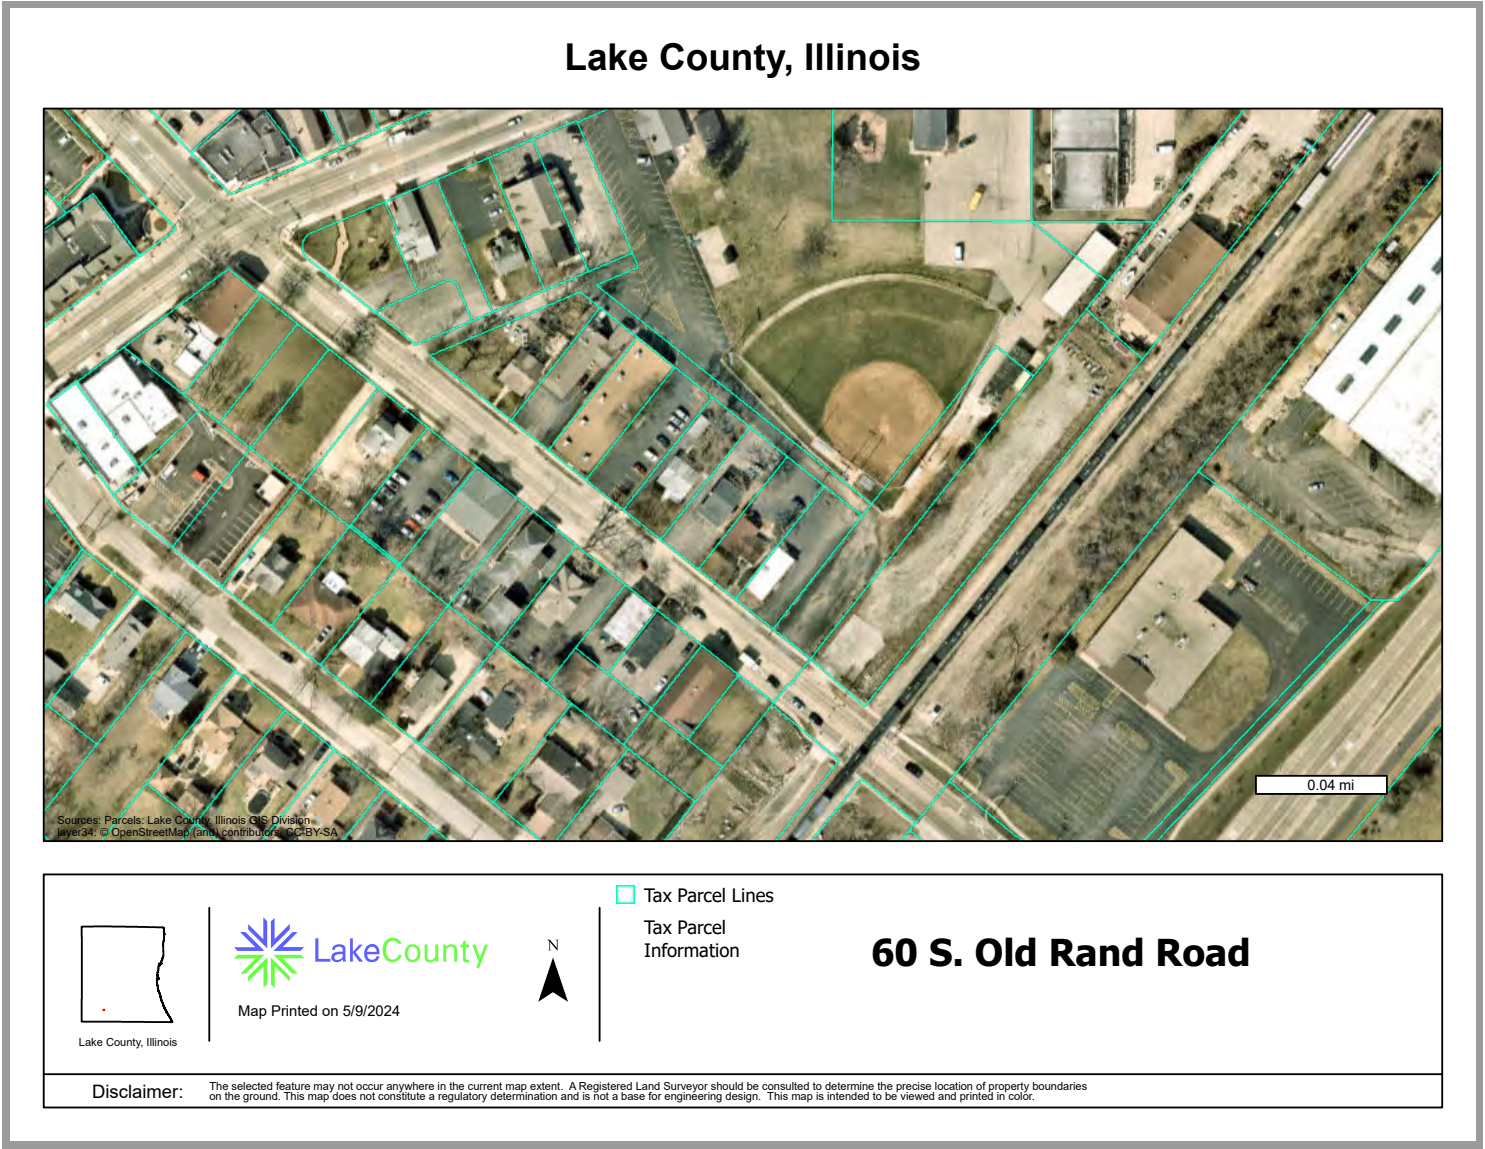 Lake County, Illinois
0.04 mi
Sources: Parcels: Lake County, Illinois GIS Division
layer34: © OpenStreetMap (and) contributors, CC-BY-SA
Tax Parcel Lines
Tax Parcel
Information
60 S. Old Rand Road
LakeCounty
N
Map Printed on 5/9/2024
Lake County, Illinois
Disclaimer:
The selected feature may not occur anywhere in the current map extent. A Registered Land Surveyor should be consulted to determine the precise location of property boundaries
on the ground. This map does not constitute a regulatory determination and is not a base for engineering design. This map is intended to be viewed and printed in color.